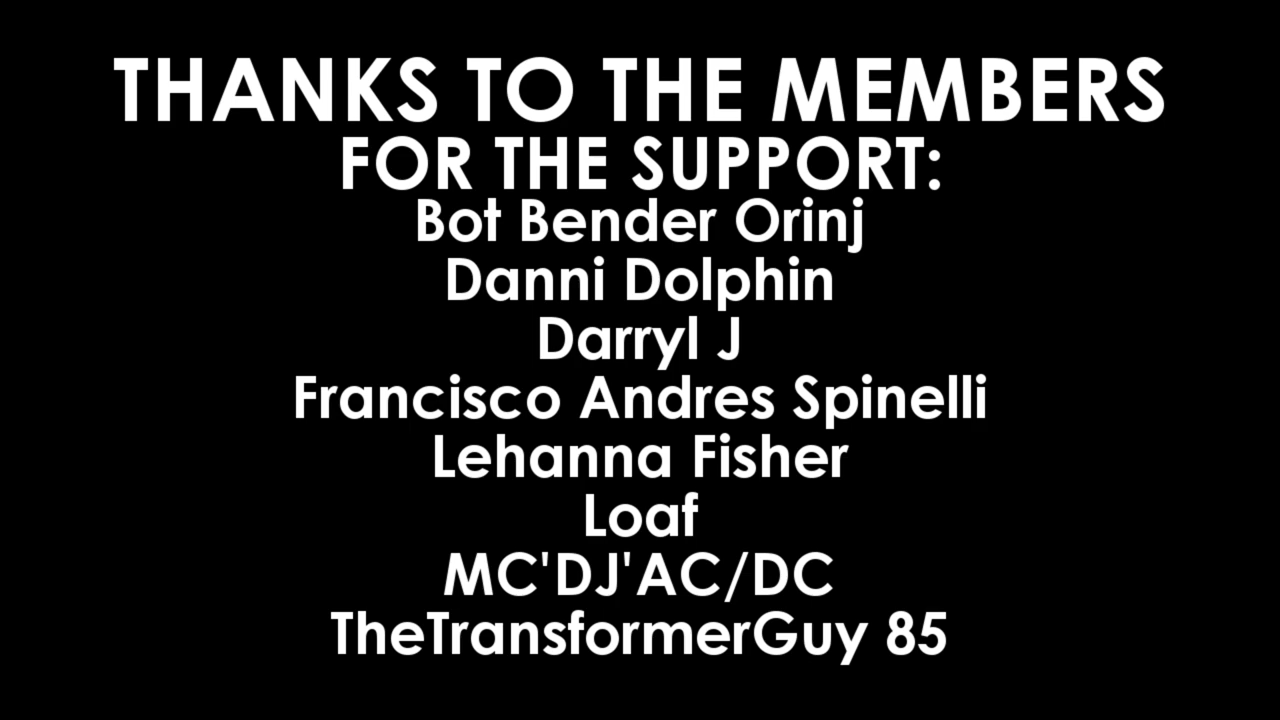 THANKS TO THE MEMBERS
FOR THE SUPPORT:
Bot Bender Orinj
Danni Dolphin
Darryl J
Francisco Andres Spinelli
Lehanna Fisher
Loaf
MC'DJ'AC/DC
TheTransformerGuy 85